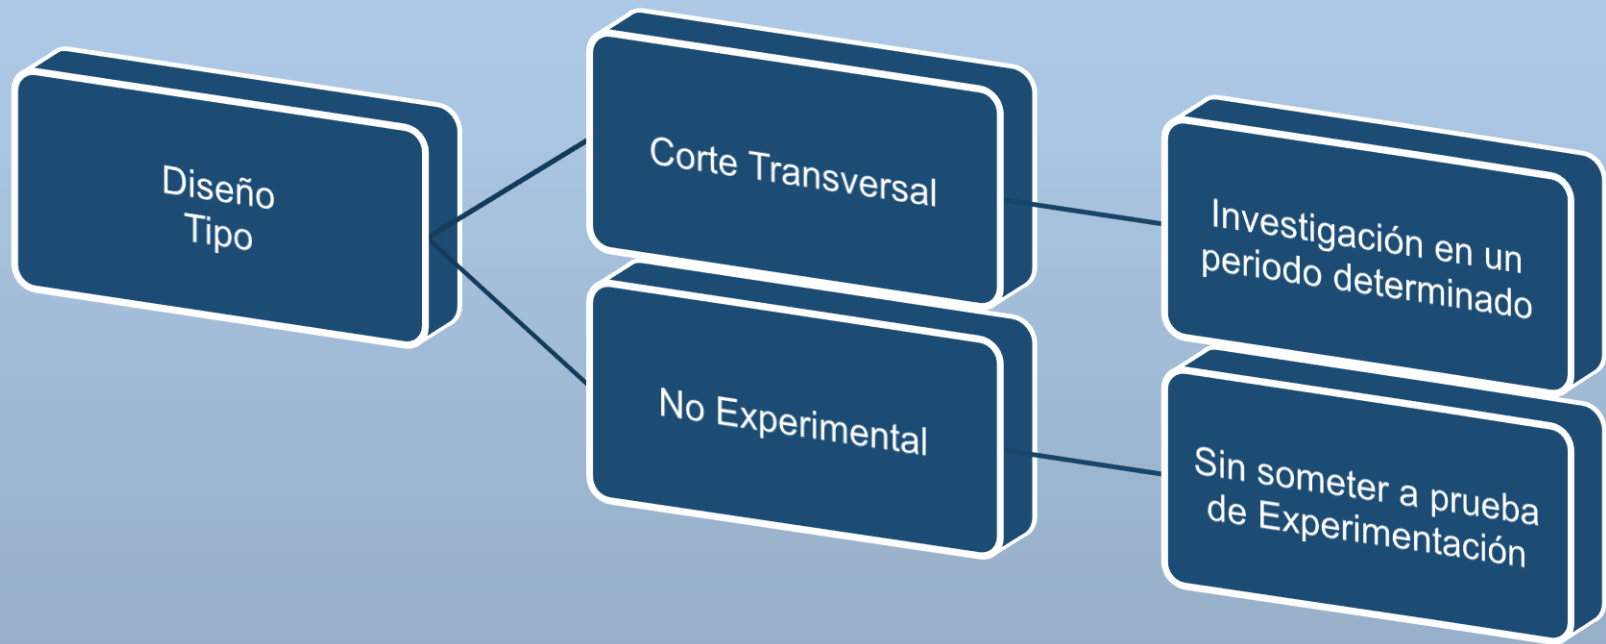 Diseño
Tipo
Corte Transversal
Investigación en un
periodo determinado
No Experimental
Sin someter a prueba
de Experimentación